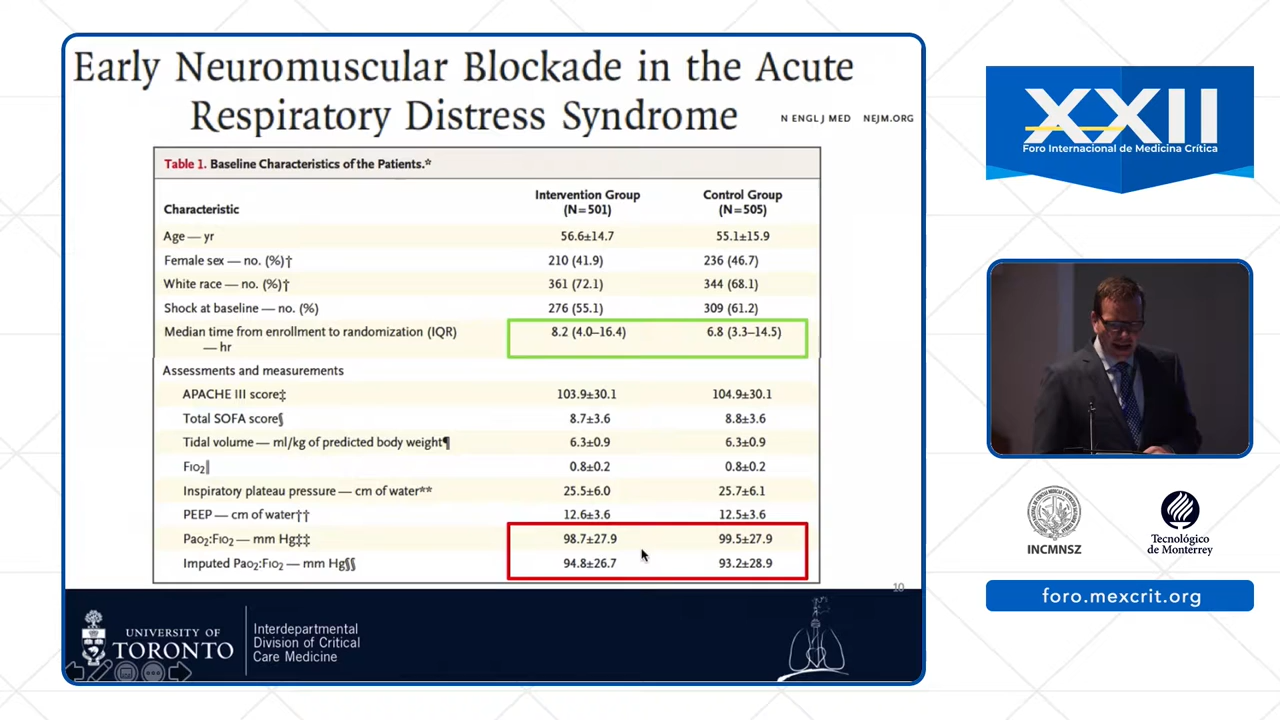 Early Neuromuscular Blockade in the Acute
Respiratory Distress Syndrome
N ENGL J MED NEJM.ORG
Table 1. Baseline Characteristics of the Patients.*
Characteristic
Intervention Group
(N=501)
Control Group
(N=505)
Age — yr 56.6±14.7 55.1±15.9
Female sex — no. (%)† 210 (41.9) 236 (46.7)
White race — no. (%)† 361 (72.1) 344 (68.1)
Shock at baseline — no. (%) 276 (55.1) 309 (61.2)
Median time from enrollment to randomization (IQR) 8.2 (4.0–16.4) 6.8 (3.3–14.5)
— hr
Assessments and measurements
APACHE III score‡ 103.9±30.1 104.9±30.1
Total SOFA score§ 8.7±3.6 8.8±3.6
Tidal volume — ml/kg of predicted body weight¶ 6.3±0.9 6.3±0.9
FIO2‖ 0.8±0.2 0.8±0.2
Inspiratory plateau pressure — cm of water** 25.5±6.0 25.7±6.1
PEEP — cm of water†† 12.6±3.6 12.5±3.6
PaO2:FIO2 — mm Hg‡‡ 98.7±27.9 99.5±27.9
Imputed PaO2:FIO2 — mm Hg§§ 94.8±26.7 93.2±28.9
10
UNIVERSITY OF
TORONTO
Interdepartmental
Division of Critical
Care Medicine
XXII
Foro Internacional de Medicina Crítica
INCMNSZ
Tecnológico
de Monterrey
foro.mexcrit.org